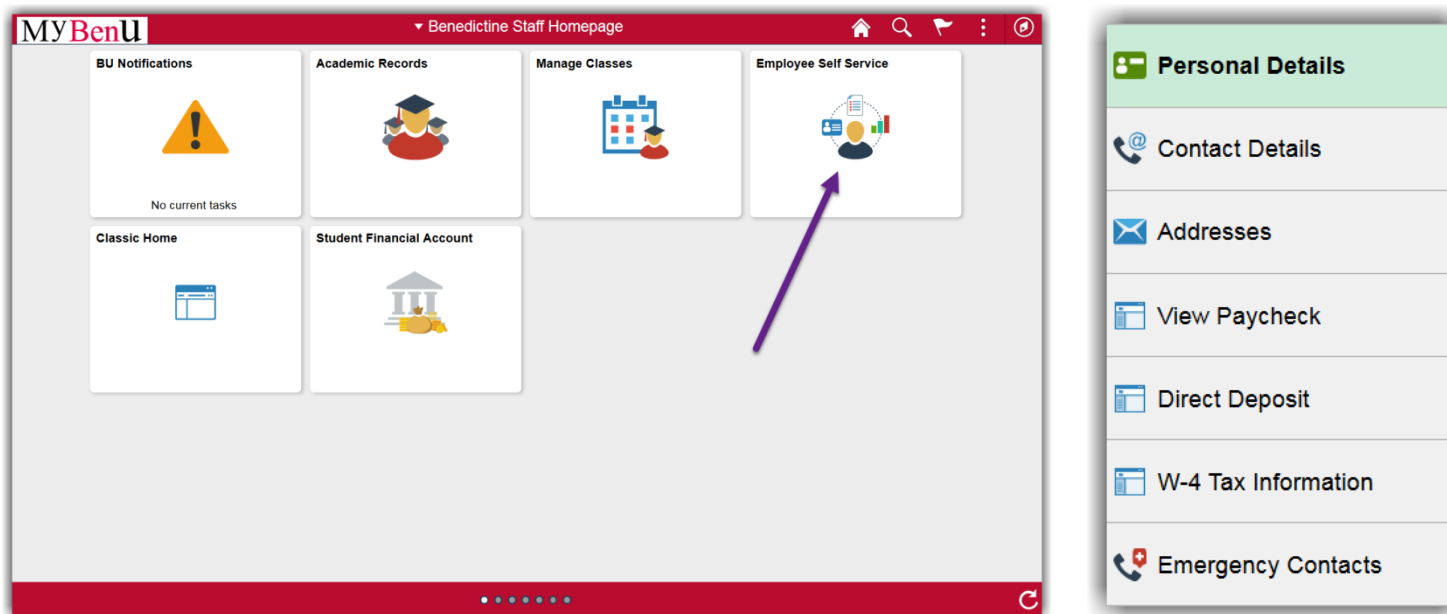 MyBenU
Benedictine Staff Homepage
BU Notifications
Academic Records
Manage Classes
Employee Self Service
No current tasks
Classic Home
Student Financial Account
Personal Details
Contact Details
Addresses
View Paycheck
Direct Deposit
W-4 Tax Information
Emergency Contacts